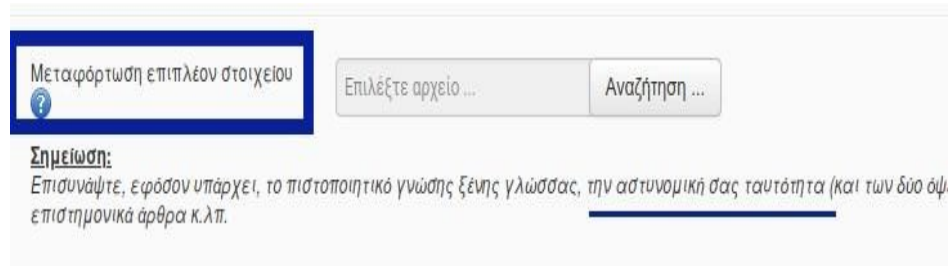 Μεταφόρτωση επιπλέον στοιχείου
?
Επιλέξτε αρχείο ...
Αναζήτηση ...
Σημείωση:
Επισυνάψτε, εφόσον υπάρχει, το πιστοποιητικό γνώσης ξένης γλώσσας, την αστυνομική σας ταυτότητα (και των δύο
επιστημονικά άρθρα κ.λπ.